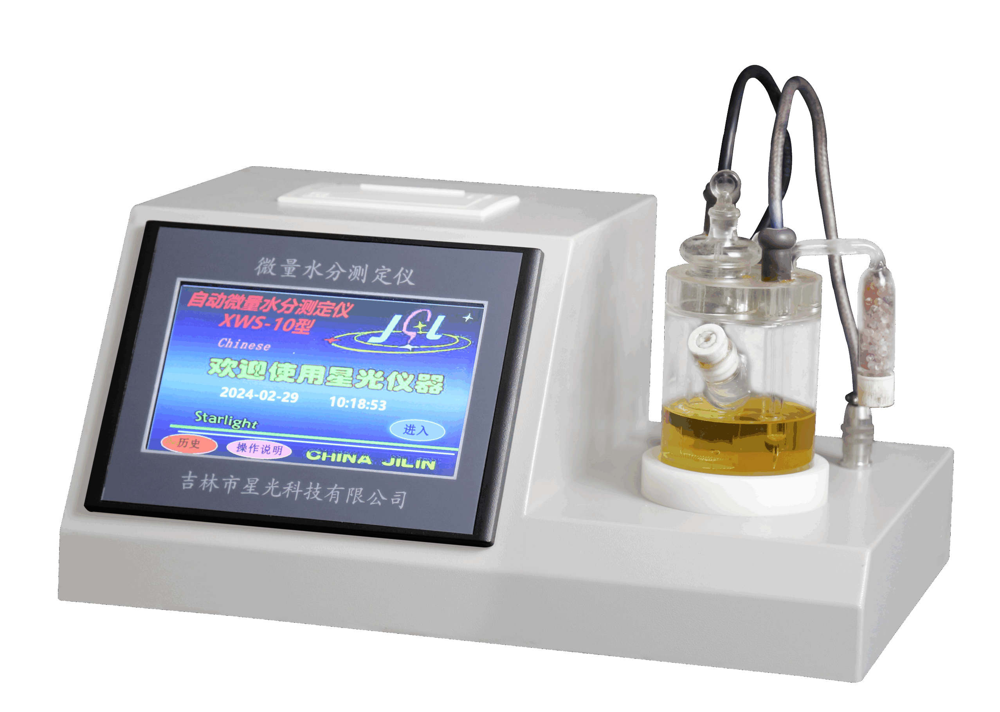 微量水分测定仪
自动微量水分测定仪
XWS-10型
JSL
Chinese
欢迎使用星光仪器
2024-02-29 10:18:53
Starlight
进入
历史 操作说明 CHINA JILIN
吉林市星光科技有限公司